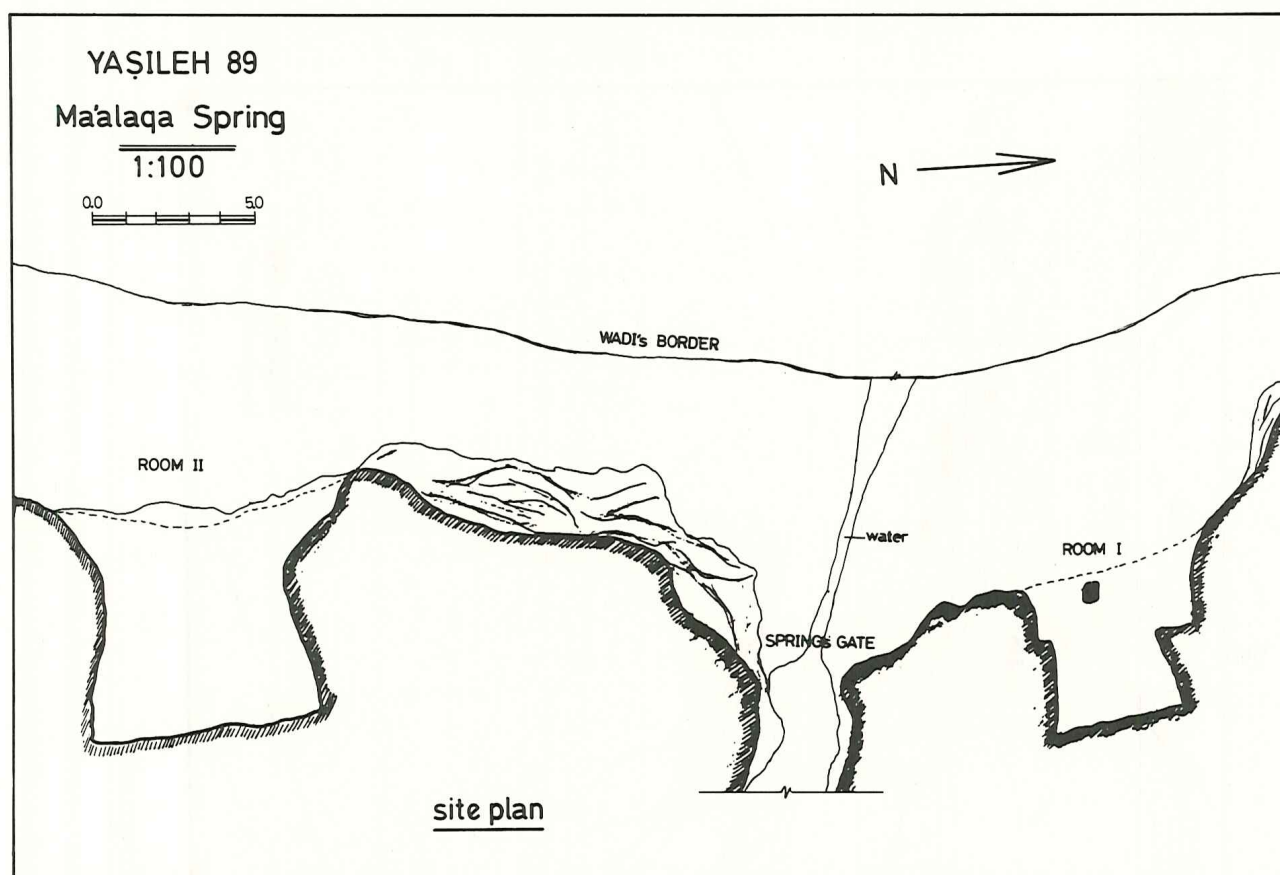 YAṢILEH 89
Ma'alaqa Spring
1:100
0.0 5.0
N
WADI's BORDER
ROOM II
water
ROOM I
SPRING's GATE
site plan